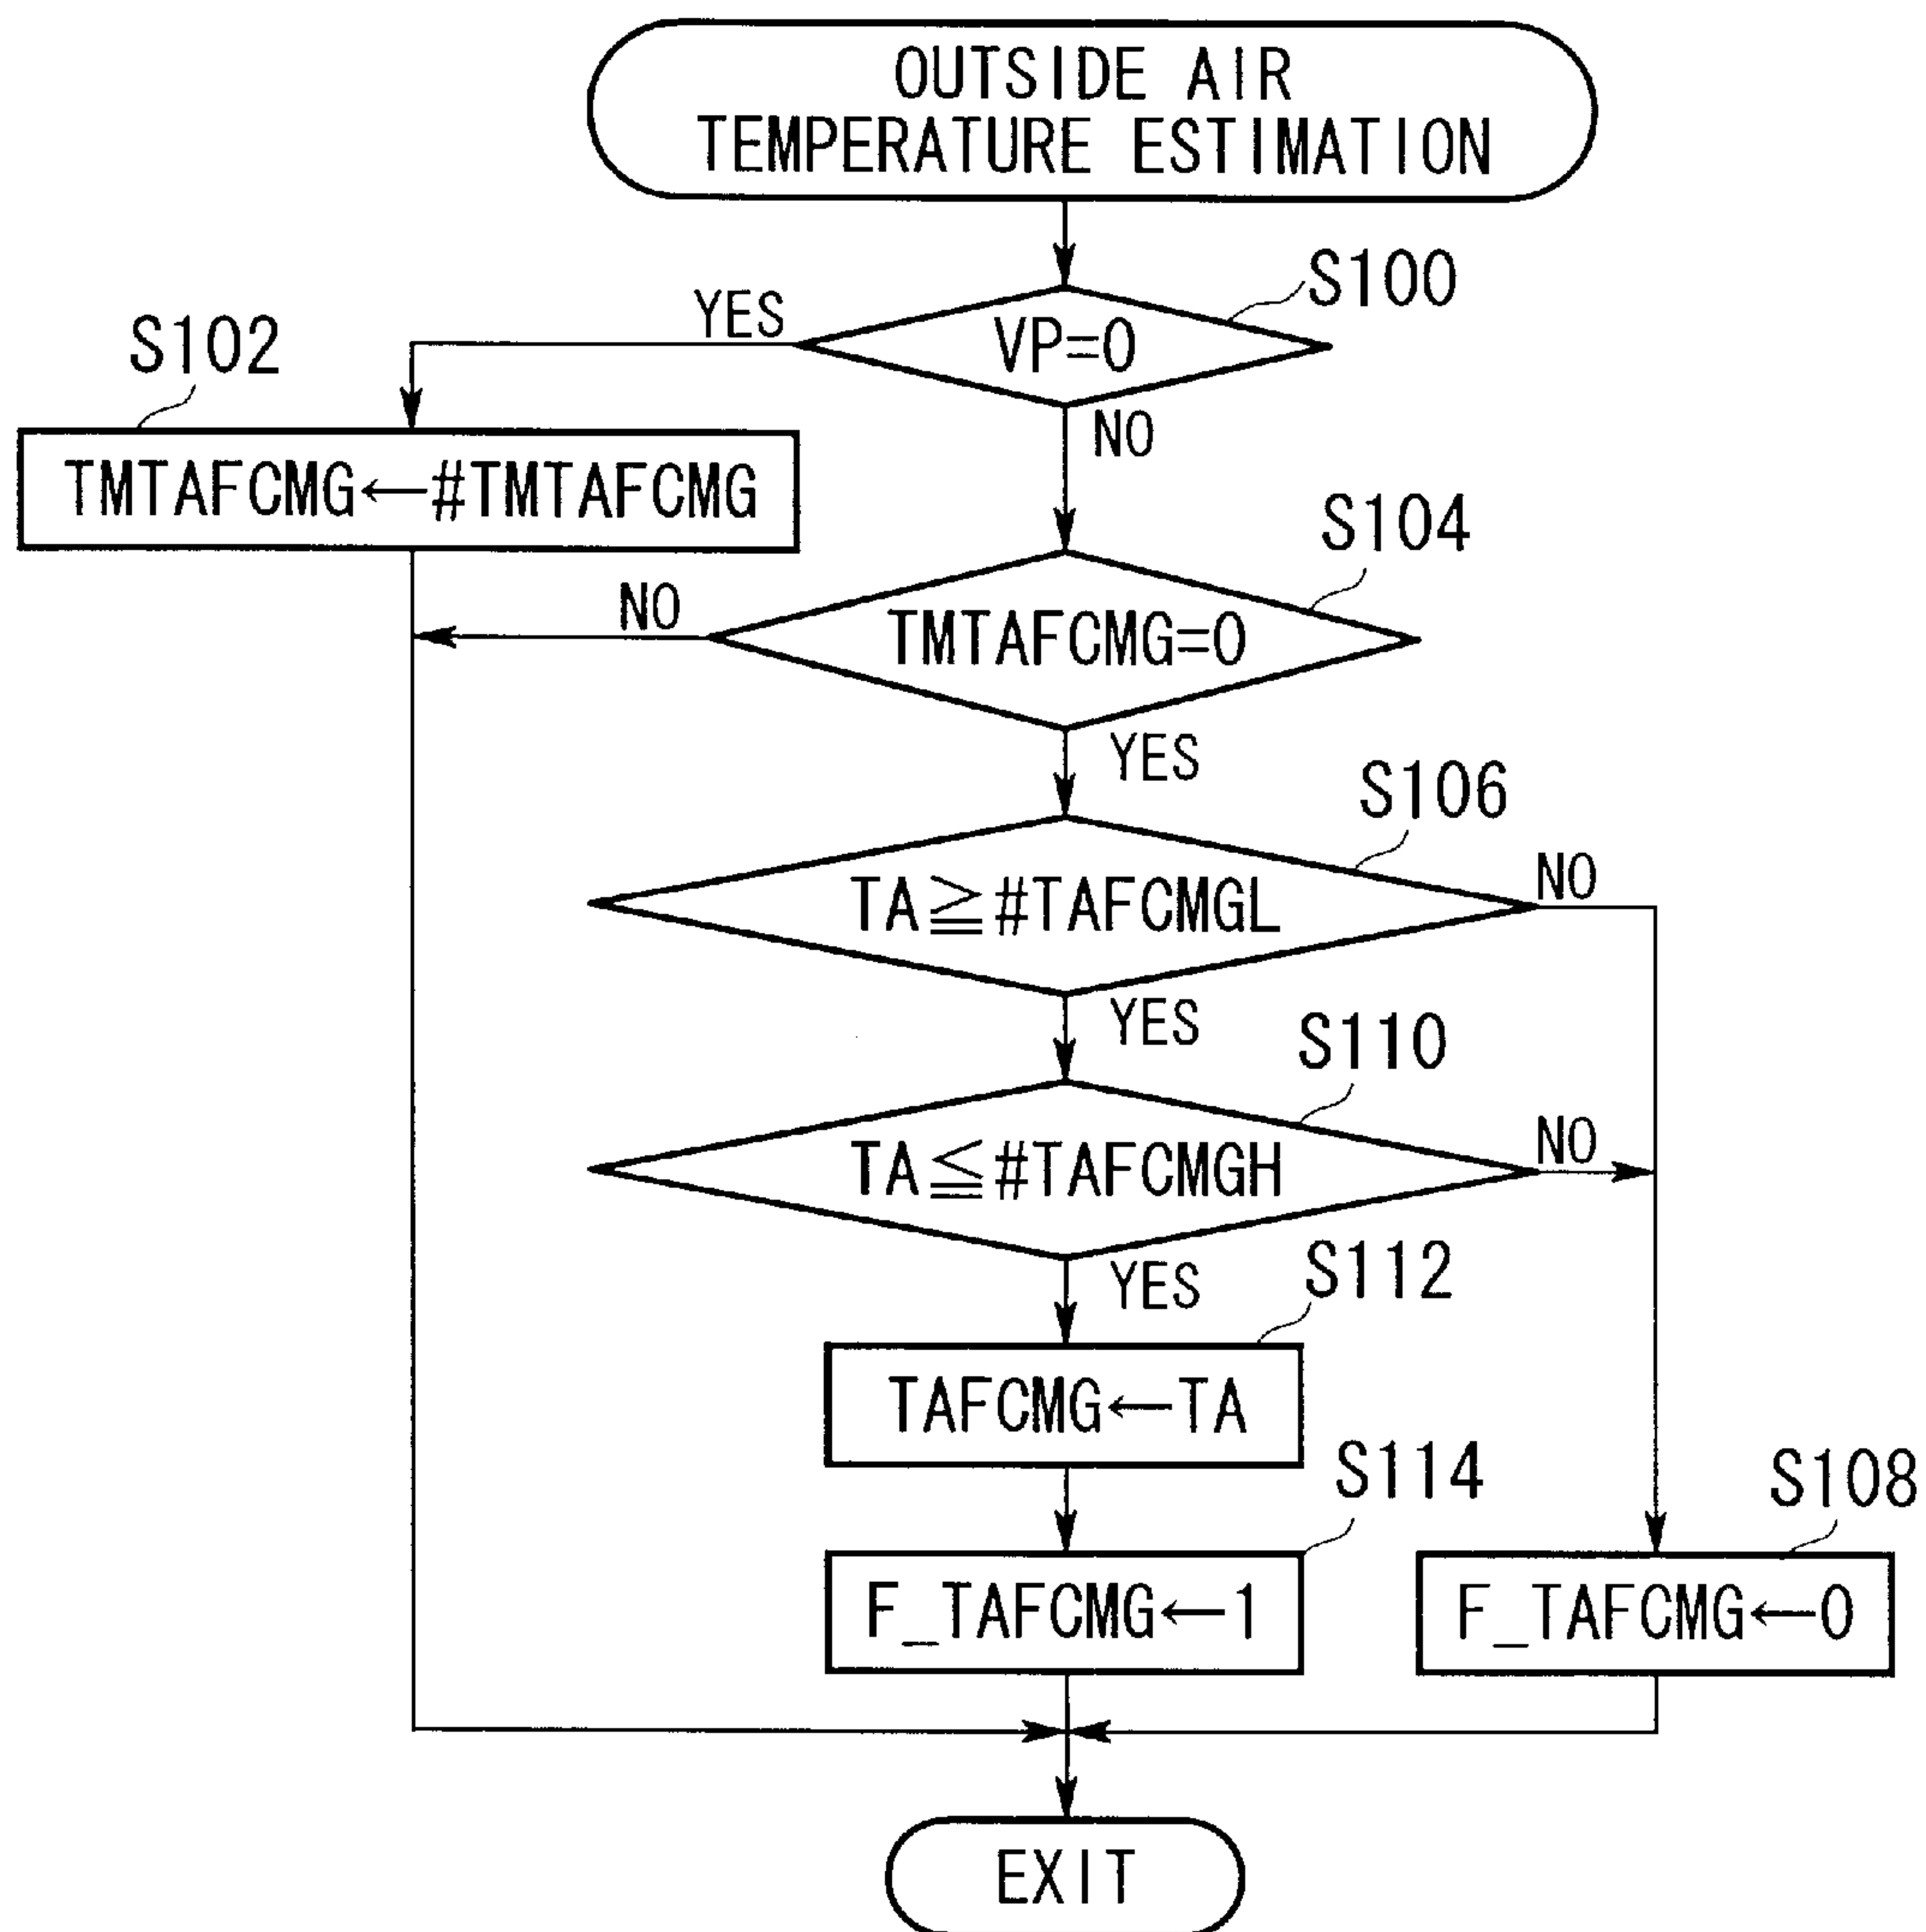 OUTSIDE AIR
TEMPERATURE ESTIMATION
S100
YES
VP=0
S102
NO
TMTAFCMG←#TMTAFCMG
S104
NO
TMTAFCMG=0
YES
S106
NO
TA≧#TAFCMGL
YES
S110
NO
TA≦#TAFCMGH
YES
S112
TAFCMG←TA
S114
S108
F_TAFCMG←1
F_TAFCMG←0
EXIT